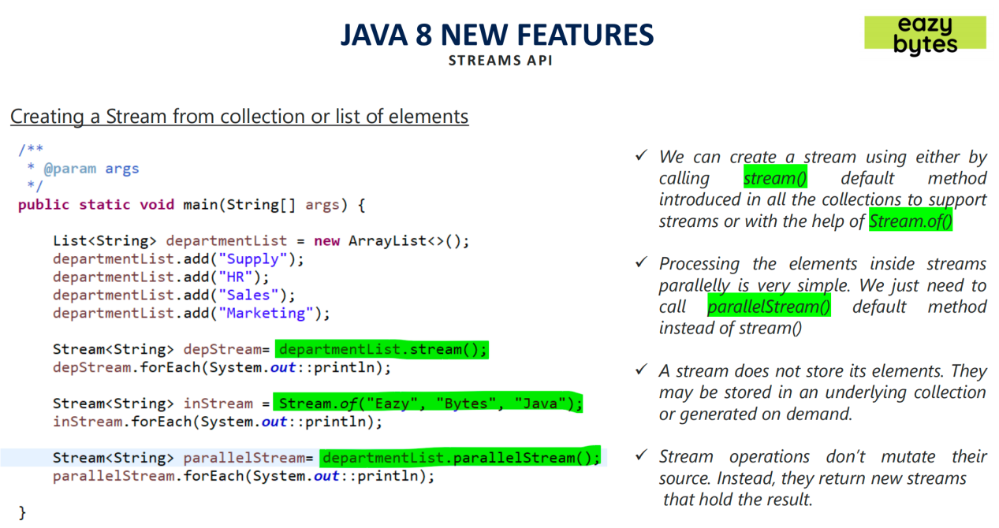 JAVA 8 NEW FEATURES
STREAMS API
eazy
bytes
Creating a Stream from collection or list of elements
/**
 * @param args
 */
public static void main(String[] args) {
List<String> departmentList = new ArrayList<>();
departmentList.add("Supply");
departmentList.add("HR");
departmentList.add("Sales");
departmentList.add("Marketing");
Stream<String> depStream= departmentList.stream();
depStream.forEach(System.out::println);
Stream<String> inStream = Stream.of("Eazy", "Bytes", "Java");
inStream.forEach(System.out::println);
Stream<String> parallelStream= departmentList.parallelStream();
parallelStream.forEach(System.out::println);
}
✓ We can create a stream using either by
calling stream() default method
introduced in all the collections to support
streams or with the help of Stream.of()
✓ Processing the elements inside streams
parallelly is very simple. We just need to
call parallelStream() default method
instead of stream()
✓ A stream does not store its elements. They
may be stored in an underlying collection
or generated on demand.
✓ Stream operations don't mutate their
source. Instead, they return new streams
that hold the result.